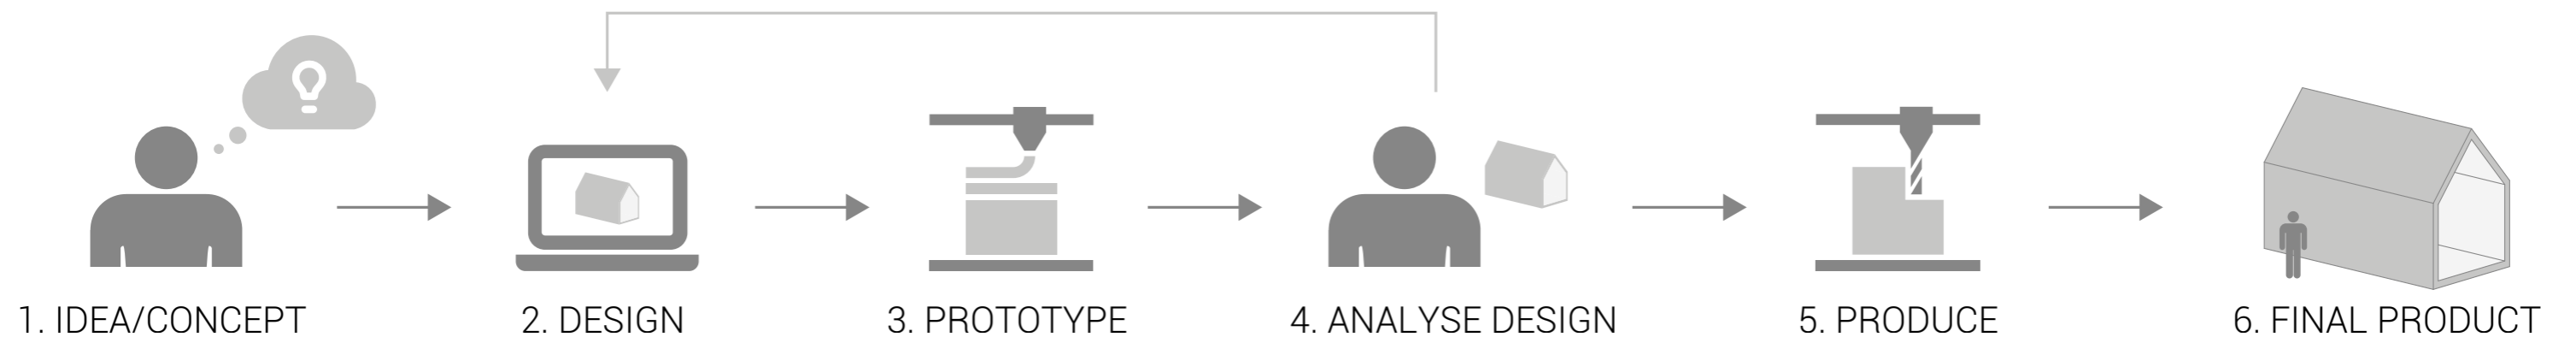 1. IDEA/CONCEPT
2. DESIGN
3. PROTOTYPE
4. ANALYSE DESIGN
5. PRODUCE
6. FINAL PRODUCT